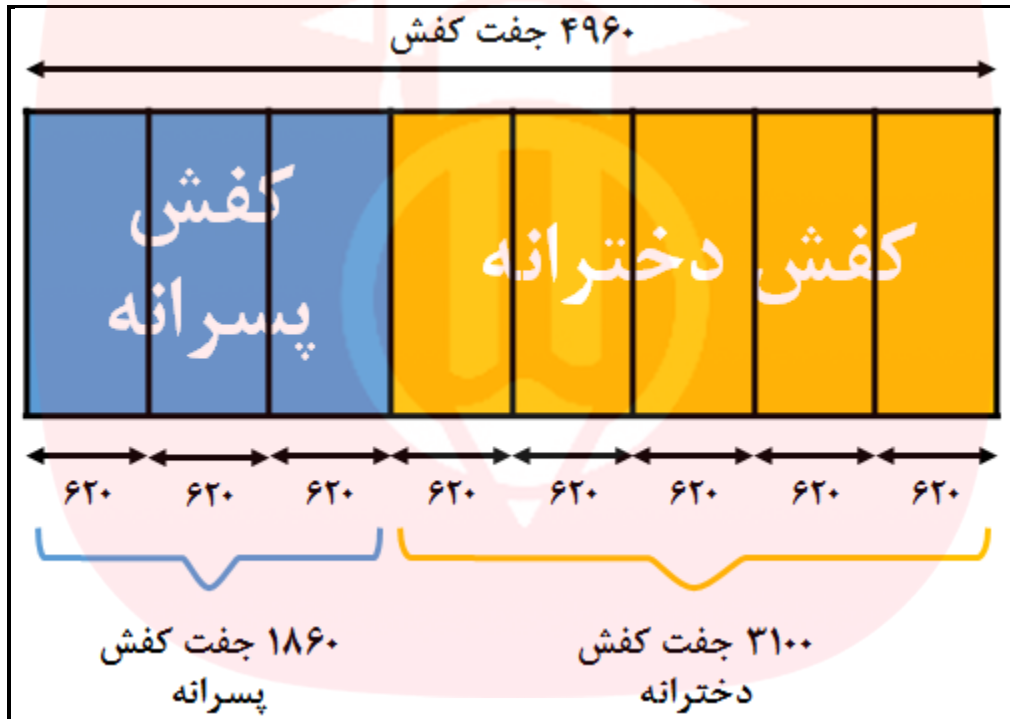 ۴۹۶۰ جفت کفش
کفش دخترانه
کفش
پسرانه
۶۲۰ ۶۲۰ ۶۲۰ ۶۲۰ ۶۲۰ ۶۲۰ ۶۲۰ ۶۲۰
۳۱۰۰ جفت کفش
دخترانه
۱۸۶۰ جفت کفش
پسرانه